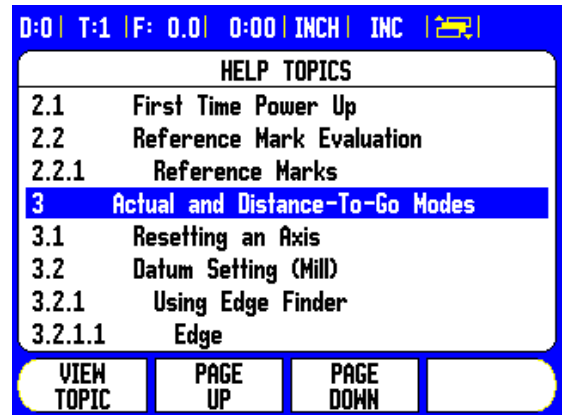 D:0| T:1 |F: 0.0| 0:00| INCH| INC | |
HELP TOPICS
2.1 First Time Power Up
2.2 Reference Mark Evaluation
2.2.1 Reference Marks
3 Actual and Distance-To-Go Modes
3.1 Resetting an Axis
3.2 Datum Setting (Mill)
3.2.1 Using Edge Finder
3.2.1.1 Edge
VIEW TOPIC
PAGE UP
PAGE DOWN